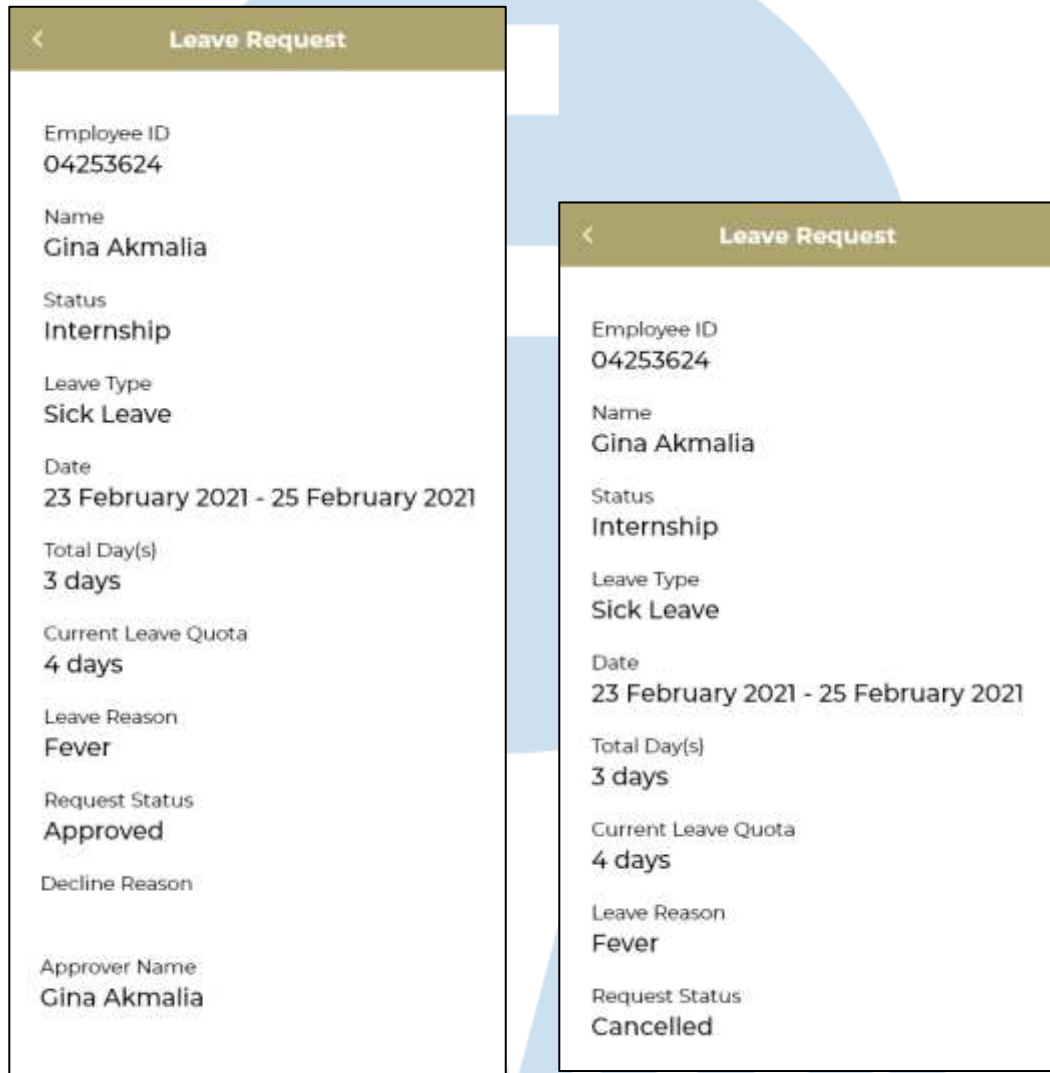 Leave Request
Employee ID
04253624
Name
Gina Akmalia
Status
Internship
Leave Type
Sick Leave
Date
23 February 2021 - 25 February 2021
Total Day(s)
3 days
Current Leave Quota
4 days
Leave Reason
Fever
Request Status
Approved
Decline Reason
Approver Name
Gina Akmalia
Leave Request
Employee ID
04253624
Name
Gina Akmalia
Status
Internship
Leave Type
Sick Leave
Date
23 February 2021 - 25 February 2021
Total Day(s)
3 days
Current Leave Quota
4 days
Leave Reason
Fever
Request Status
Cancelled